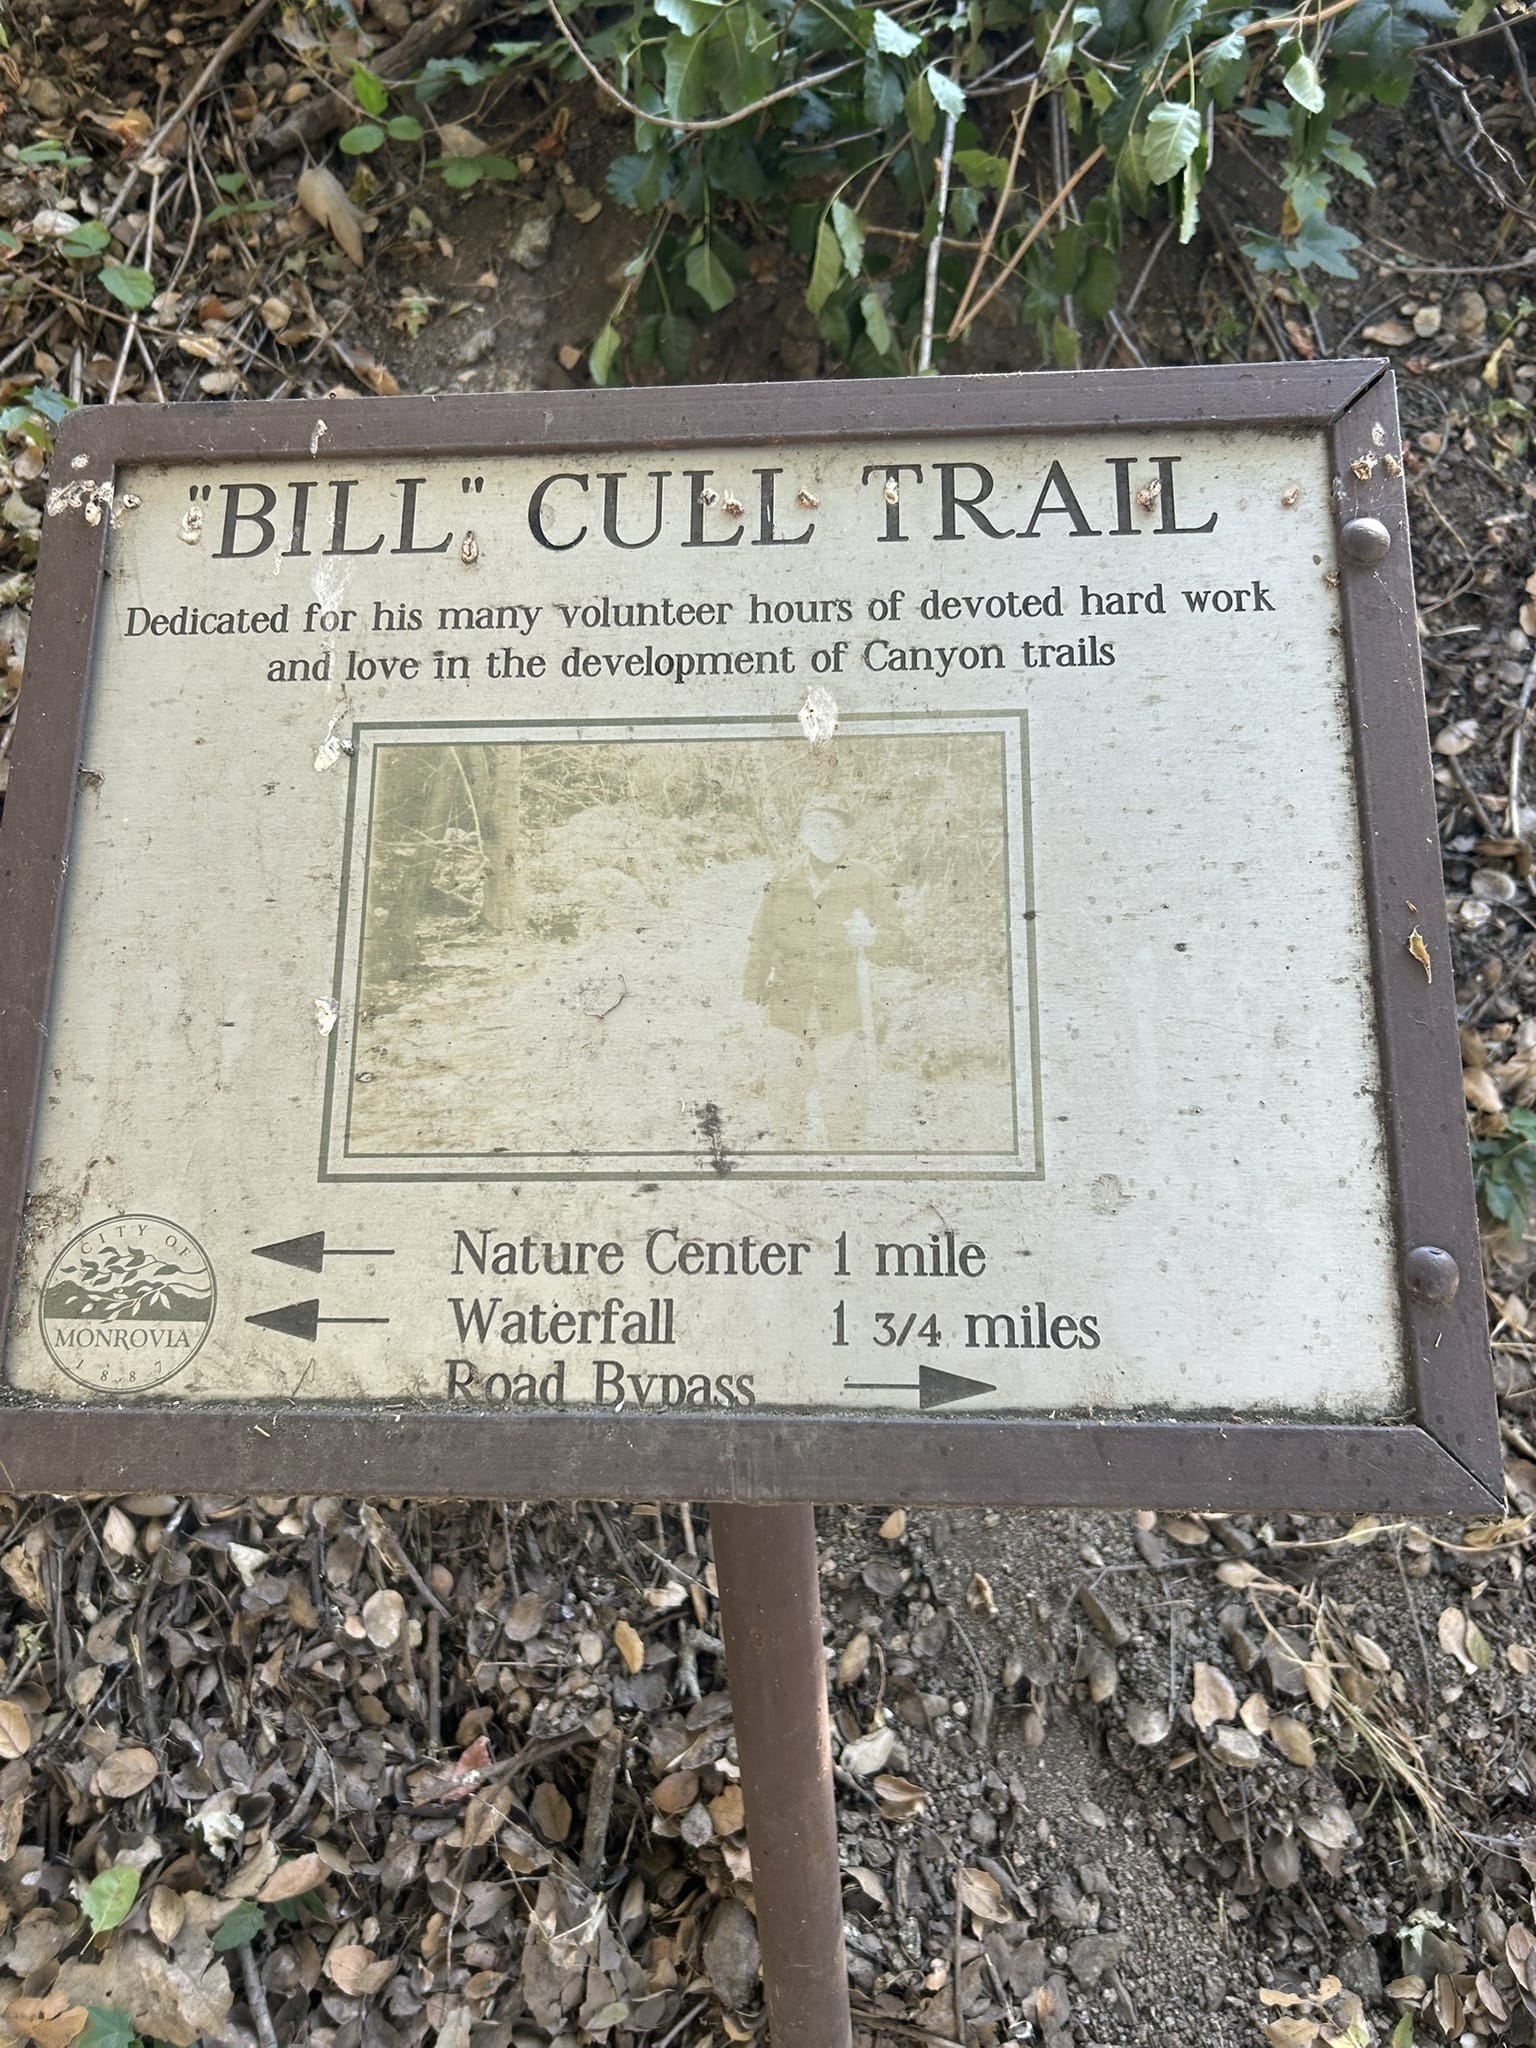 "BILL" CULL TRAIL
Dedicated for his many volunteer hours of devoted hard work
and love in the development of Canyon trails
Nature Center 1 mile
Waterfall 1 3/4 miles
Road Bypass
CITY OF
MONROVIA
1887